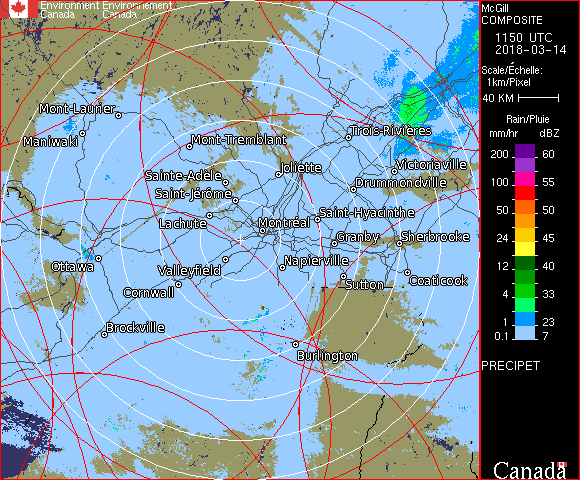 Environment Environnement
Canada Canada
McGill
COMPOSITE
1150 UTC
2018-03-14
Scale/Échelle:
1km/Pixel
40 KM
Rain/Pluie
mm/hr dBZ
200 60
100 55
50 50
24 45
12 40
4 33
1 23
0.1 7
PRECIPET
Canada
Mont-Laurier
Maniwaki
Mont-Tremblant
Trois-Rivières
Joliette
Victoriaville
Sainte-Adèle
Drummondville
Saint-Jérôme
Saint-Hyacinthe
Lachute
Montréal
Granby
Sherbrooke
Ottawa
Napierville
Valleyfield
Coaticook
Sutton
Cornwall
Brockville
Burlington